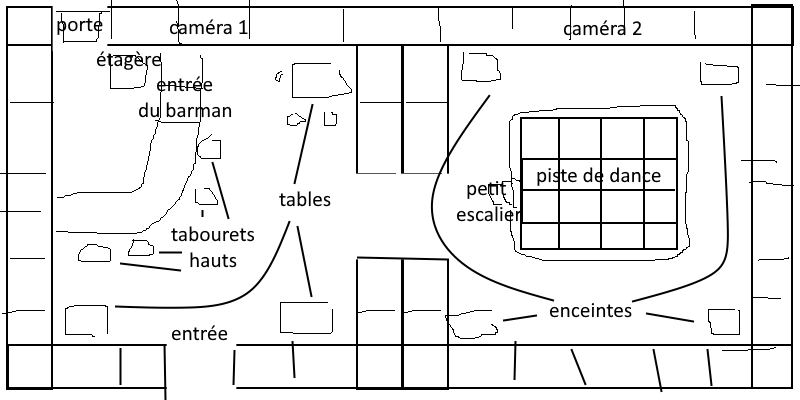 porte
caméra 1
caméra 2
étagère
entrée
du barman
piste de dance
petit
escalier
tables
tabourets
hauts
enceintes
entrée